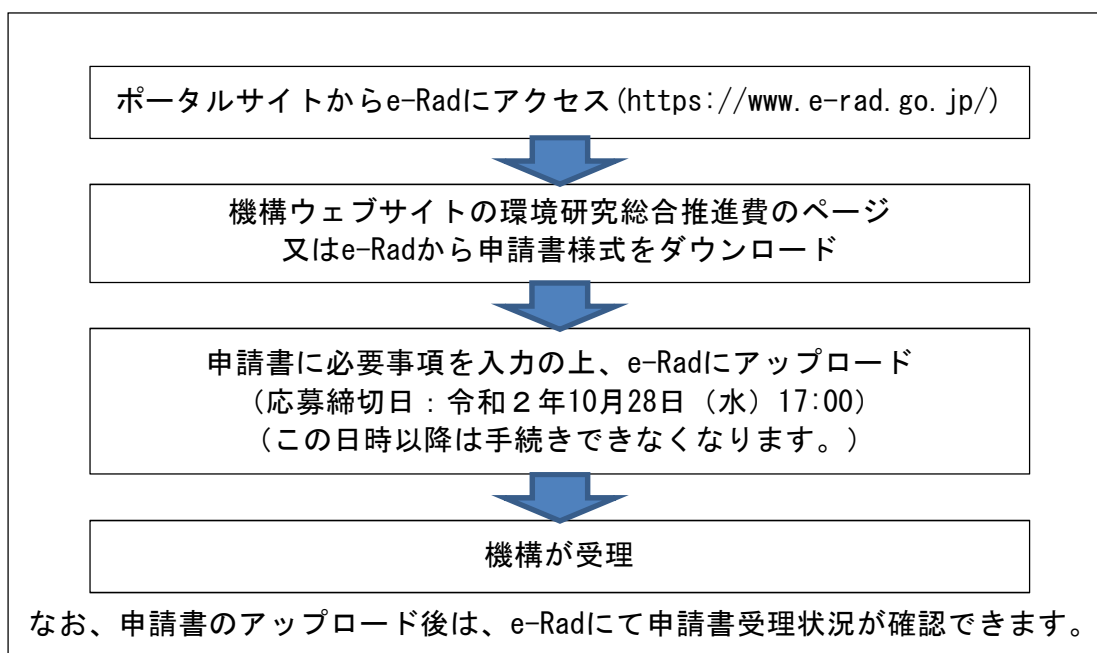 ポータルサイトからe-Radにアクセス(https://www.e-rad.go.jp/)
機構ウェブサイトの環境研究総合推進費のページ
又はe-Radから申請書様式をダウンロード
申請書に必要事項を入力の上、e-Radにアップロード
（応募締切日：令和２年10月28日（水）17:00）
（この日時以降は手続きできなくなります。）
機構が受理
なお、申請書のアップロード後は、e-Radにて申請書受理状況が確認できます。